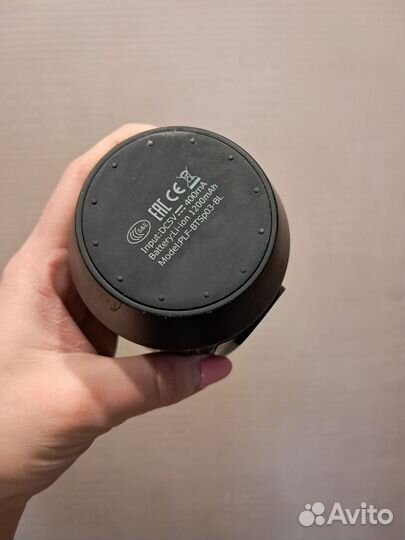 EAC CE
Input:DC5V⎓400mA
Battery:Li-ion 1200mAh
Model:PLF-BTSp03-BL
Avito